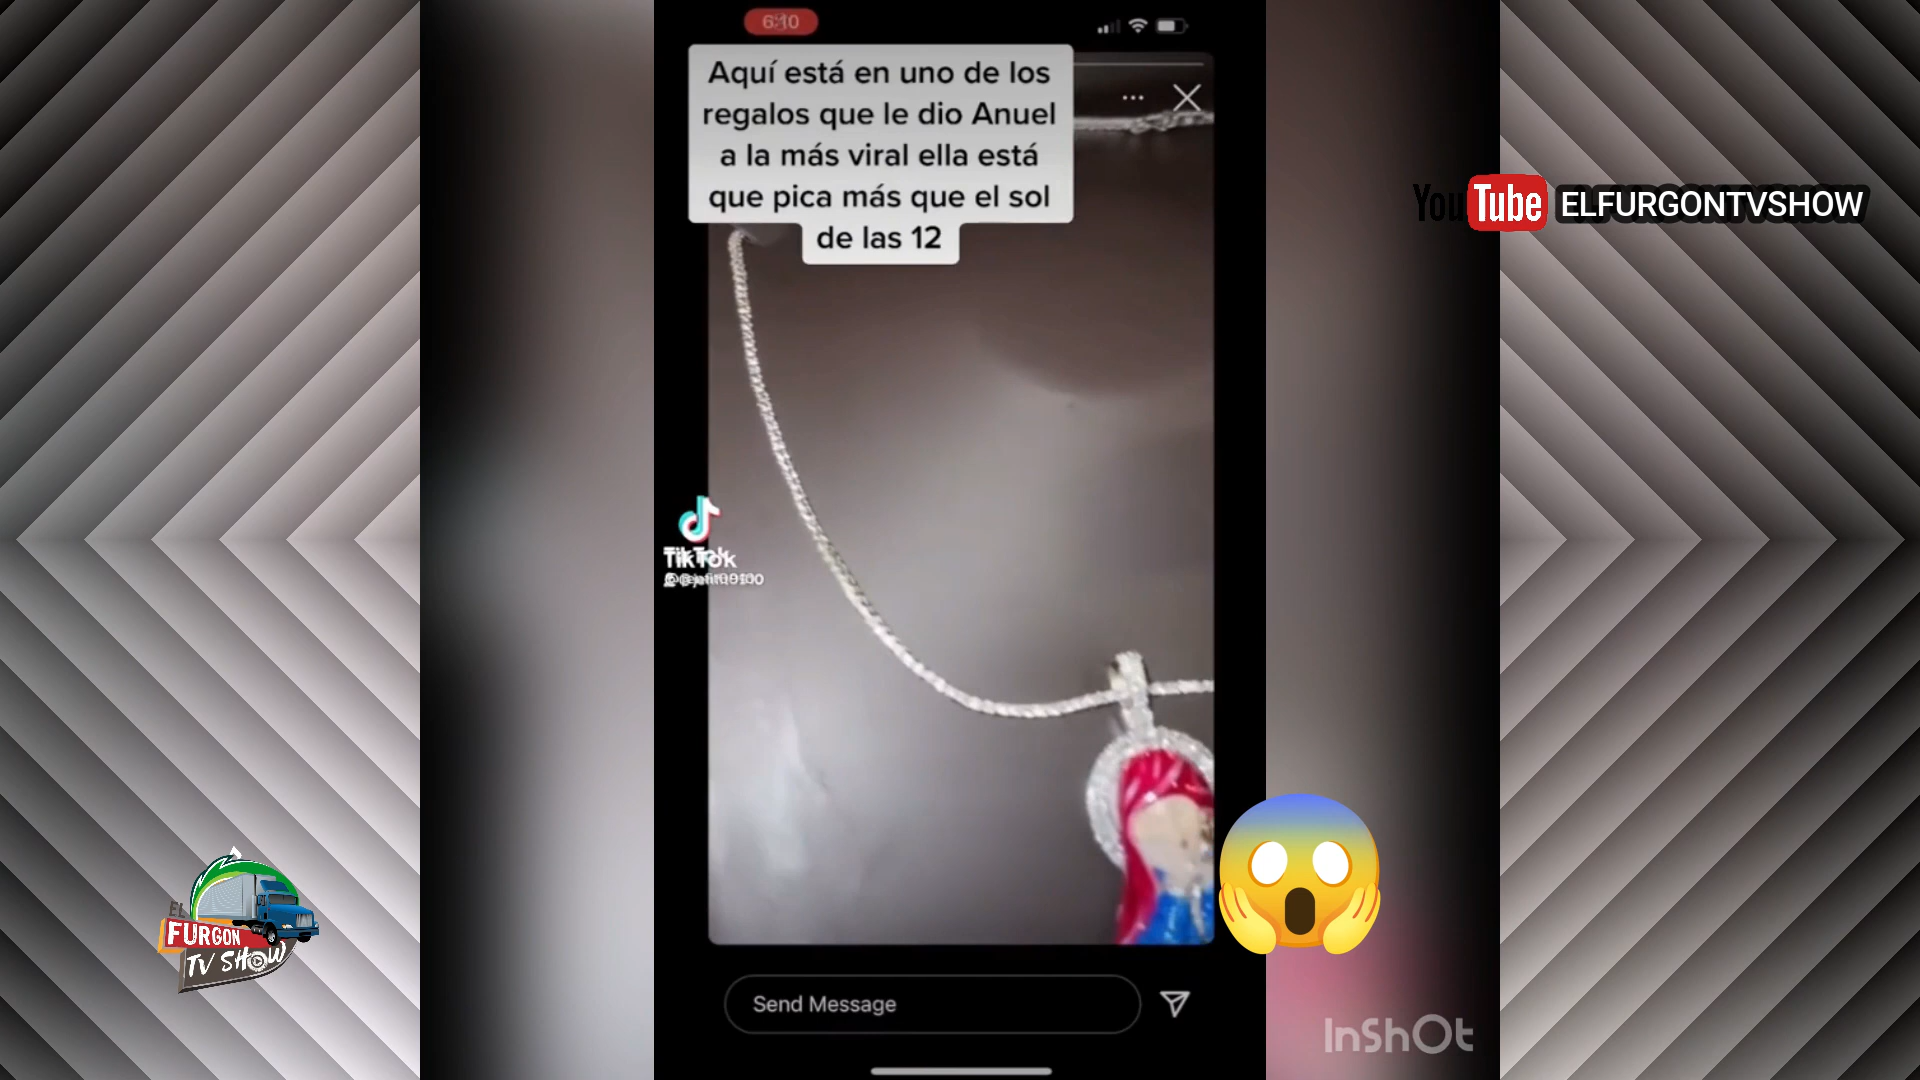 6:10
Aquí está en uno de los
regalos que le dio Anuel
a la más viral ella está
que pica más que el sol
de las 12
YouTube ELFURGONTVSHOW
TikTok
EL
FURGON
TV SHOW
Send Message
InShOt